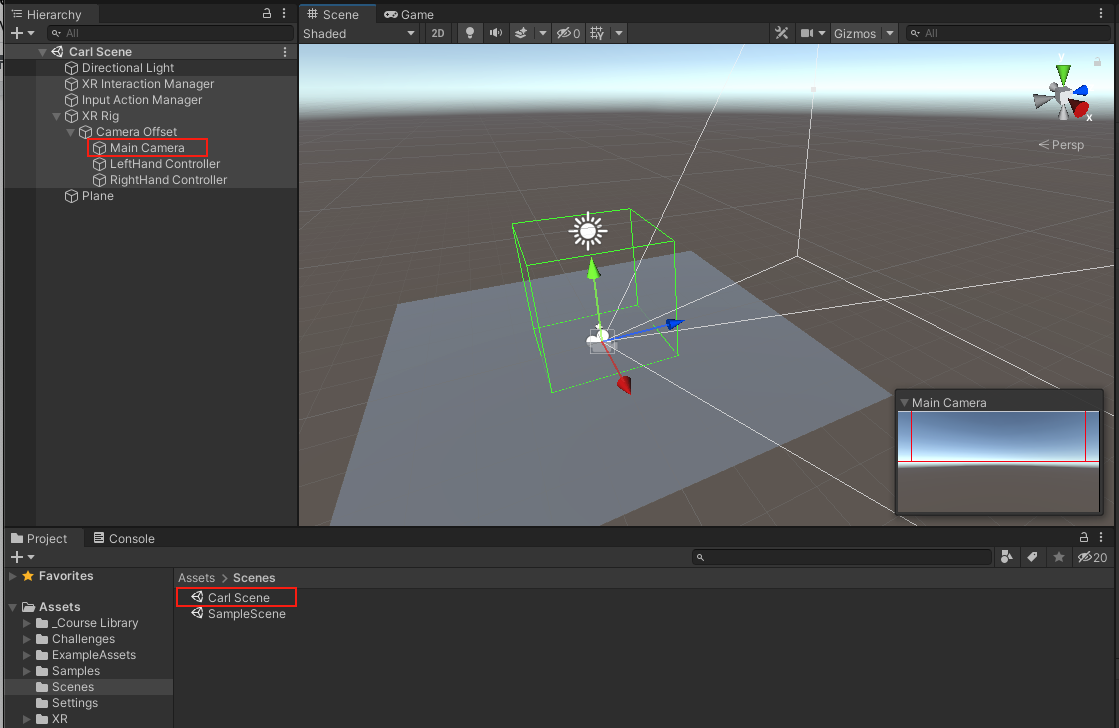 Hierarchy
All
Carl Scene
Directional Light
XR Interaction Manager
Input Action Manager
XR Rig
Camera Offset
Main Camera
LeftHand Controller
RightHand Controller
Plane
Scene
Game
Shaded
2D
0
Gizmos
All
y
x
Persp
Main Camera
Project
Console
20
Favorites
Assets
_Course Library
Challenges
ExampleAssets
Samples
Scenes
Settings
XR
Assets > Scenes
Carl Scene
SampleScene